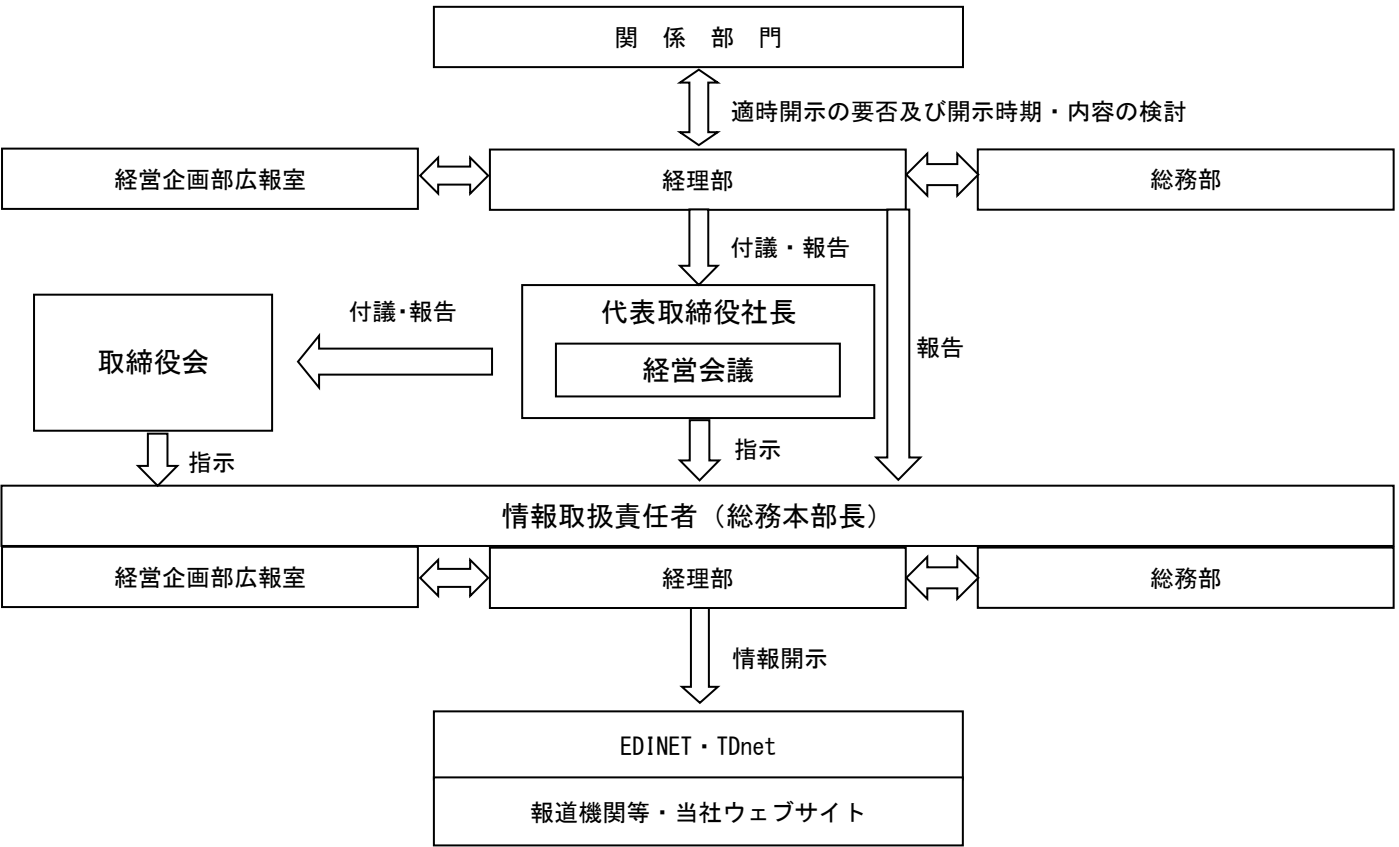 関 係 部 門
適時開示の要否及び開示時期・内容の検討
経営企画部広報室
経理部
総務部
付議・報告
代表取締役社長
経営会議
報告
付議・報告
取締役会
指示
指示
情報取扱責任者（総務本部長）
経営企画部広報室
経理部
総務部
情報開示
EDINET・TDnet
報道機関等・当社ウェブサイト